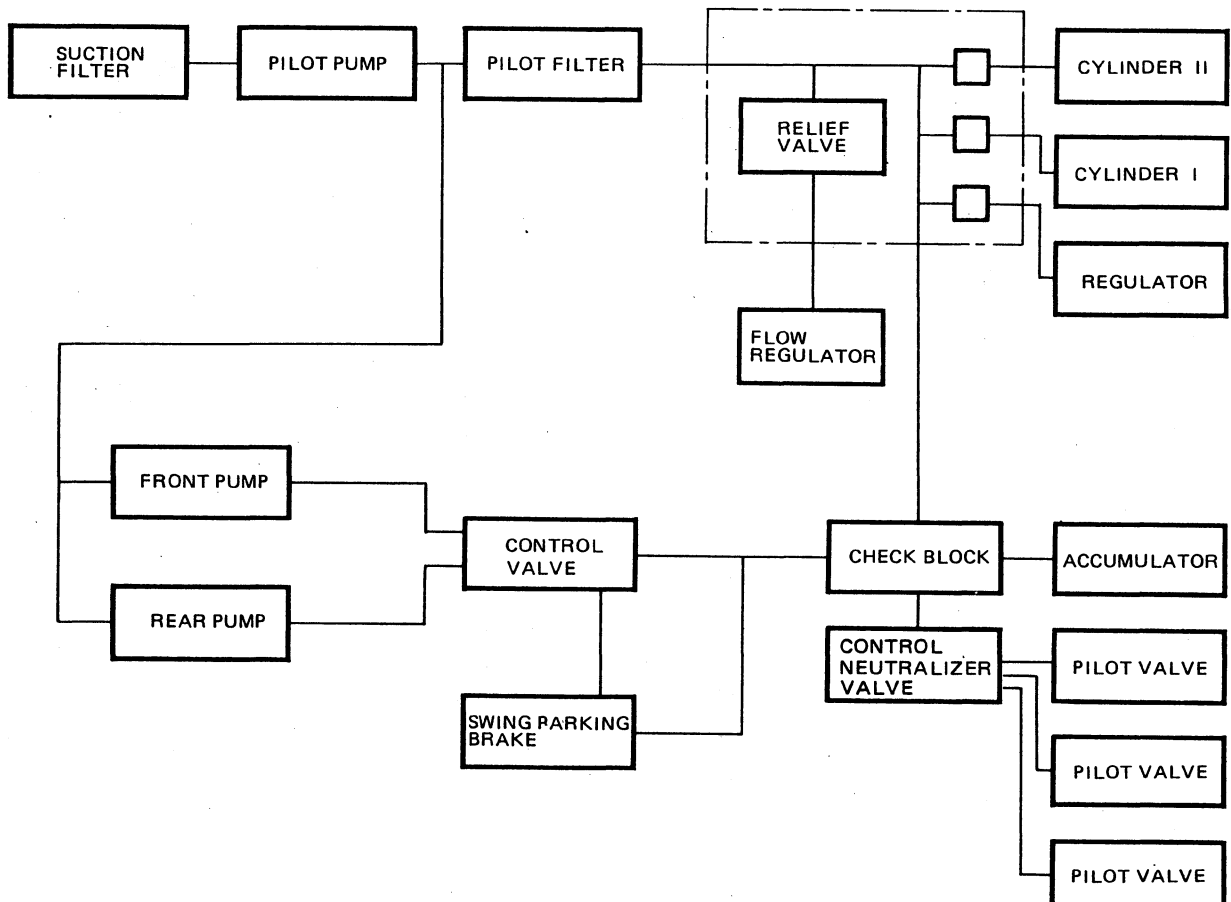 SUCTION
FILTER
PILOT PUMP
PILOT FILTER
CYLINDER II
RELIEF
VALVE
CYLINDER I
REGULATOR
FLOW
REGULATOR
FRONT PUMP
CONTROL
VALVE
CHECK BLOCK
ACCUMULATOR
REAR PUMP
CONTROL
NEUTRALIZER
VALVE
PILOT VALVE
SWING PARKING
BRAKE
PILOT VALVE
PILOT VALVE